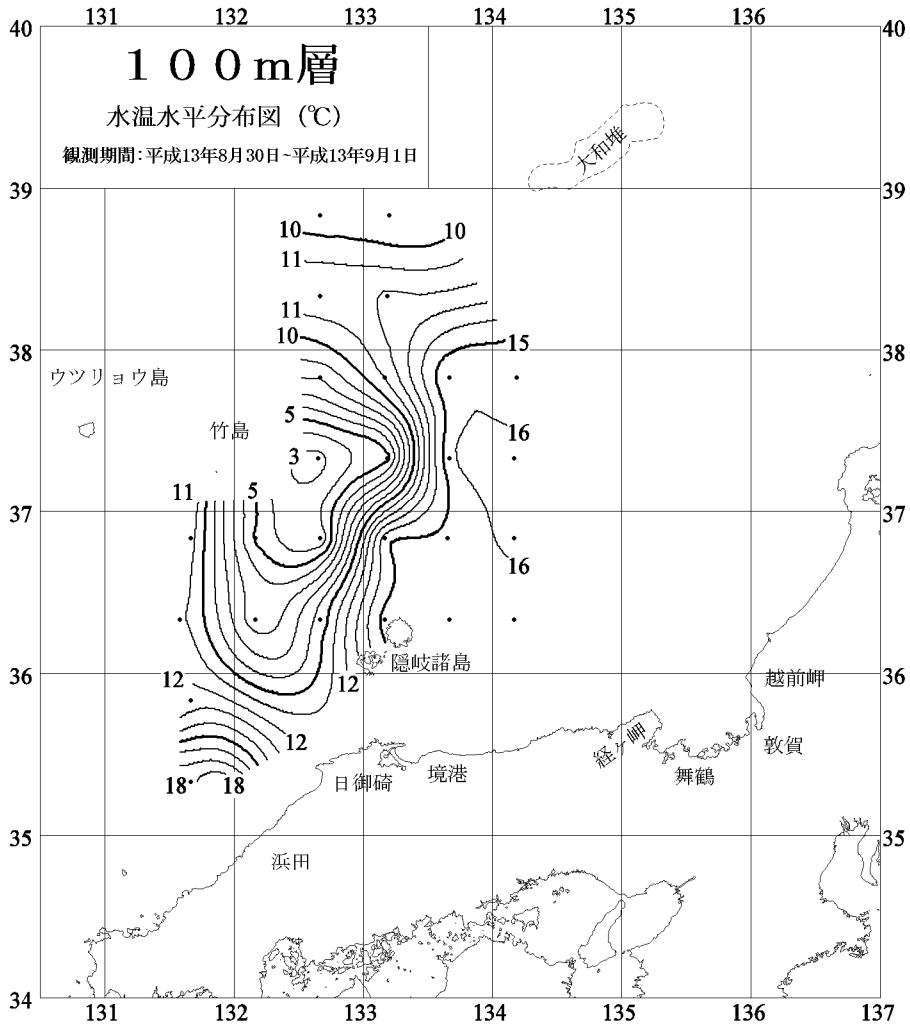 131 132 133 134 135 136
40 40
１００ｍ層
水温水平分布図（℃）
観測期間：平成13年8月30日~平成13年9月1日
大和堆
39 39
10 10
11
11
10 15
38 38
ウツリョウ島
5
竹島 16
3
11 5
37 37
16
隠岐諸島
36 36
12 12 越前岬
12 経ヶ岬 敦賀
18 18 日御碕 境港 舞鶴
35 35
浜田
34
131 132 133 134 135 136 137